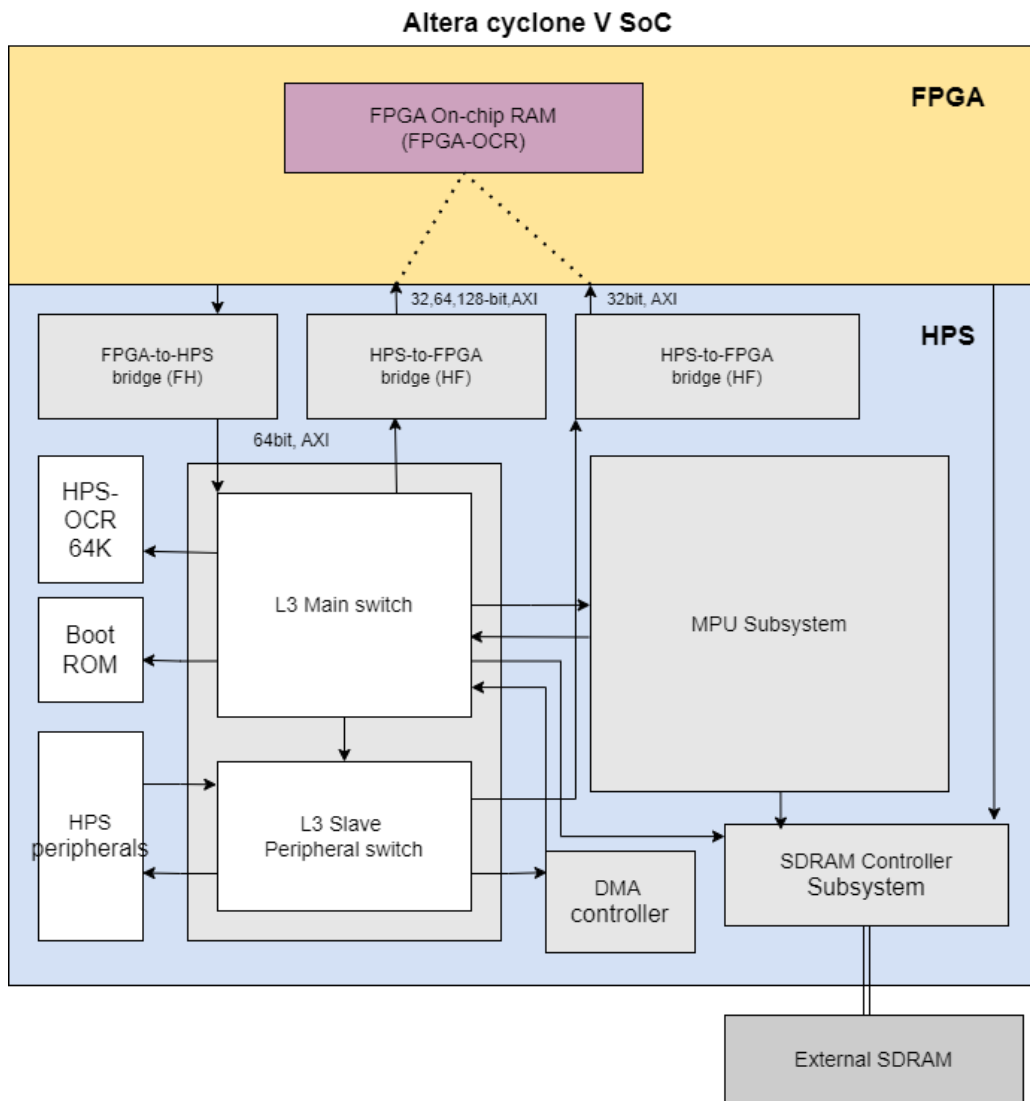 Altera cyclone V SoC
FPGA
FPGA On-chip RAM
(FPGA-OCR)
32,64,128-bit,AXI
32bit, AXI
HPS
FPGA-to-HPS
bridge (FH)
HPS-to-FPGA
bridge (HF)
HPS-to-FPGA
bridge (HF)
64bit, AXI
HPS-
OCR
64K
L3 Main switch
MPU Subsystem
Boot
ROM
HPS
peripherals
L3 Slave
Peripheral switch
DMA
controller
SDRAM Controller
Subsystem
External SDRAM